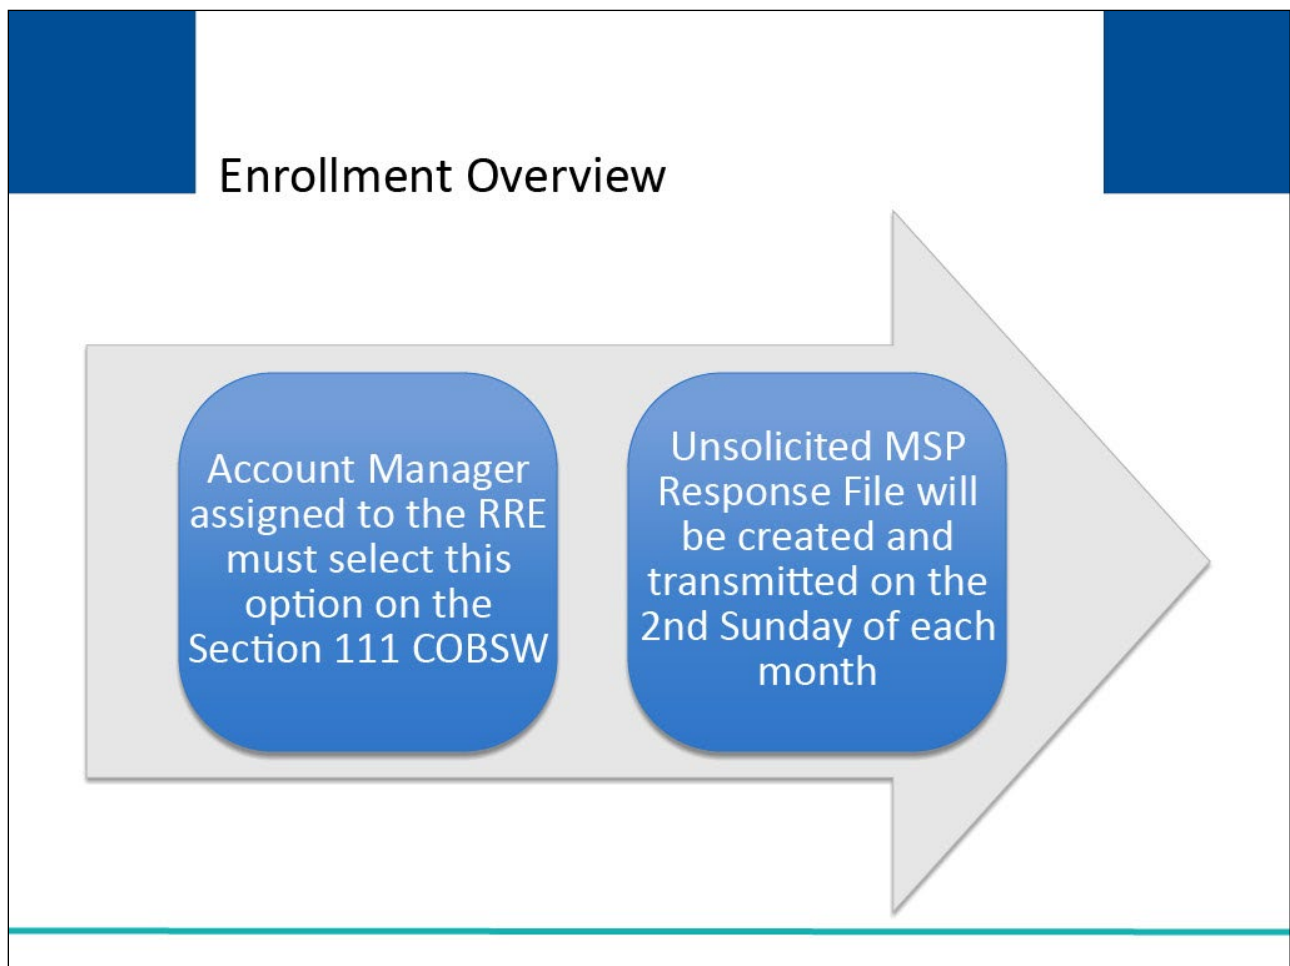 Enrollment Overview
Account Manager
assigned to the RRE
must select this
option on the
Section 111 COBSW
Unsolicited MSP
Response File will
be created and
transmitted on the
2nd Sunday of each
month